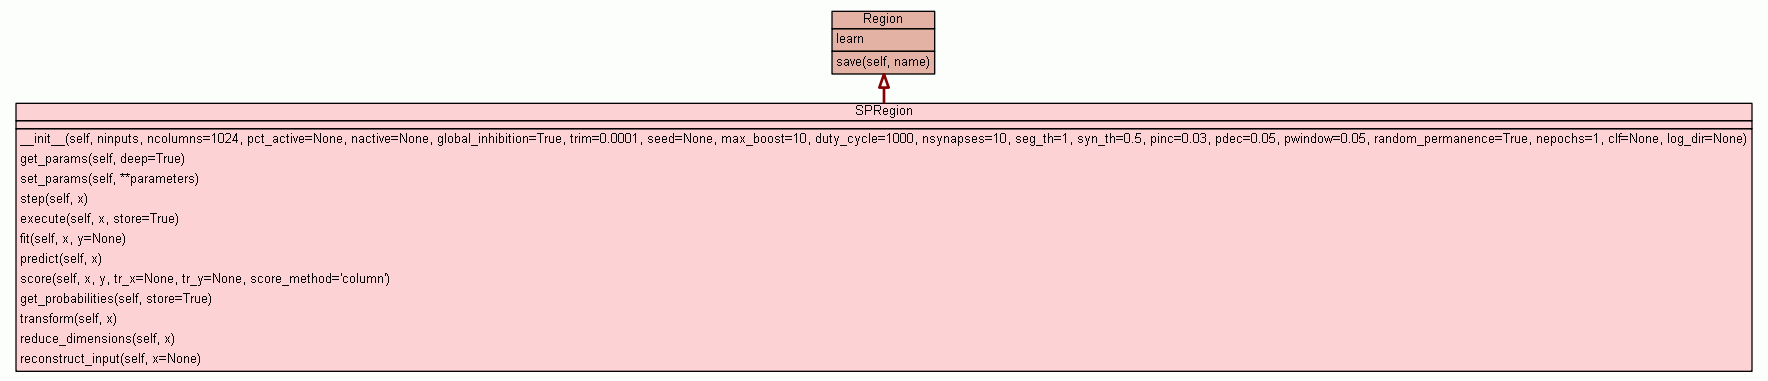 Region
learn
save(self, name)
SPRegion
__init__(self, ninputs, ncolumns=1024, pct_active=None, nactive=None, global_inhibition=True, trim=0.0001, seed=None, max_boost=10, duty_cycle=1000, nsynapses=10, seg_th=1, syn_th=0.5, pinc=0.03, pdec=0.05, pwindow=0.05, random_permanence=True, nepochs=1, clf=None, log_dir=None)
get_params(self, deep=True)
set_params(self, **parameters)
step(self, x)
execute(self, x, store=True)
fit(self, x, y=None)
predict(self, x)
score(self, x, y, tr_x=None, tr_y=None, score_method='column')
get_probabilities(self, store=True)
transform(self, x)
reduce_dimensions(self, x)
reconstruct_input(self, x=None)